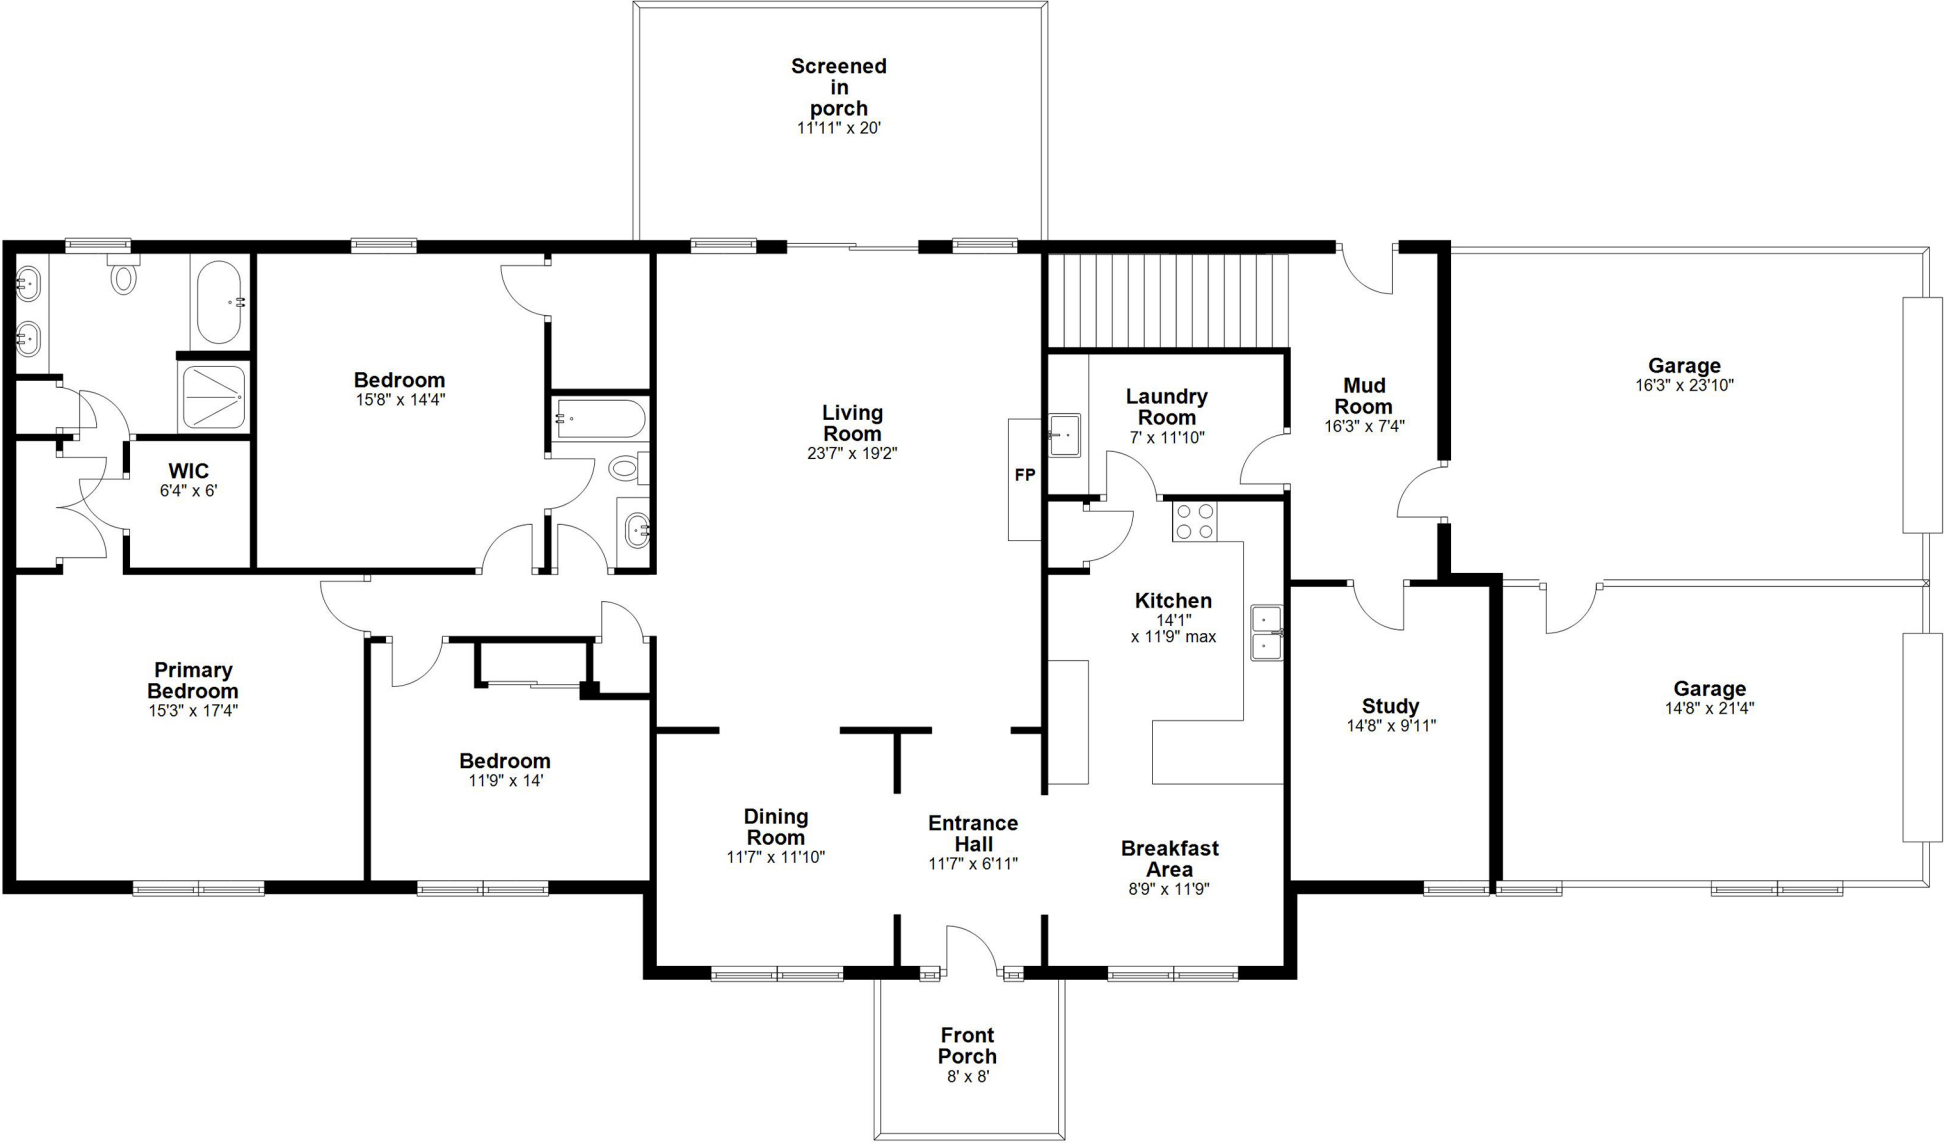 Screened
in
porch
11'11" x 20'
Bedroom
15'8" x 14'4"
WIC
6'4" x 6'
Living
Room
23'7" x 19'2"
FP
Laundry
Room
7' x 11'10"
Mud
Room
16'3" x 7'4"
Garage
16'3" x 23'10"
Primary
Bedroom
15'3" x 17'4"
Bedroom
11'9" x 14'
Kitchen
14'1"
x 11'9" max
Study
14'8" x 9'11"
Garage
14'8" x 21'4"
Dining
Room
11'7" x 11'10"
Entrance
Hall
11'7" x 6'11"
Breakfast
Area
8'9" x 11'9"
Front
Porch
8' x 8'